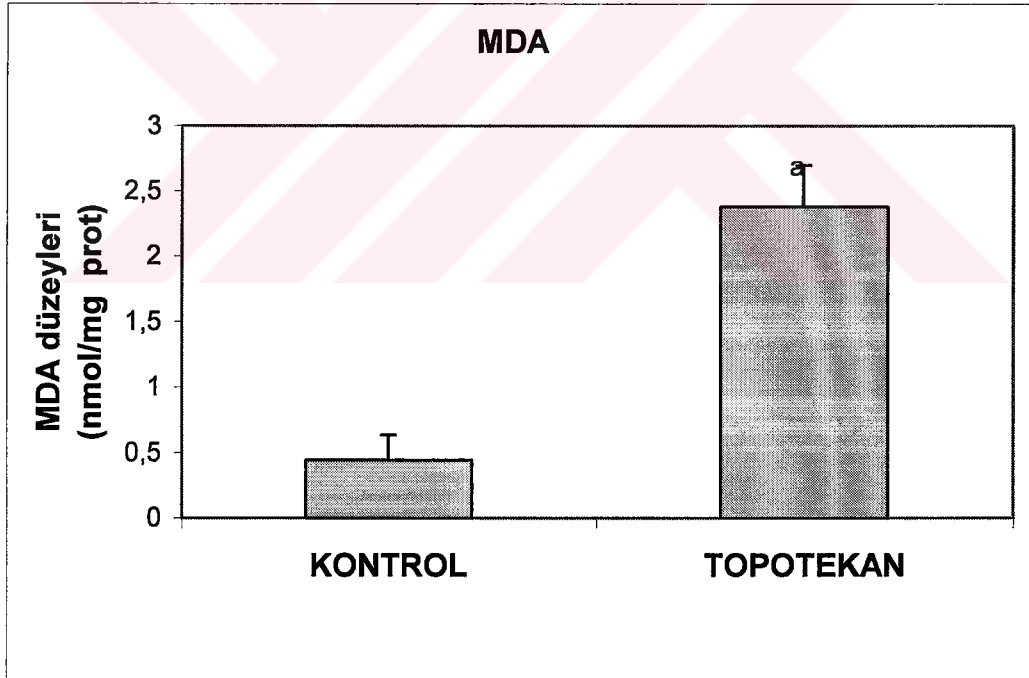 MDA
MDA düzeyleri
(nmol/mg prot)
3
2,5
2
1,5
1
0,5
0
a
KONTROL
TOPOTEKAN